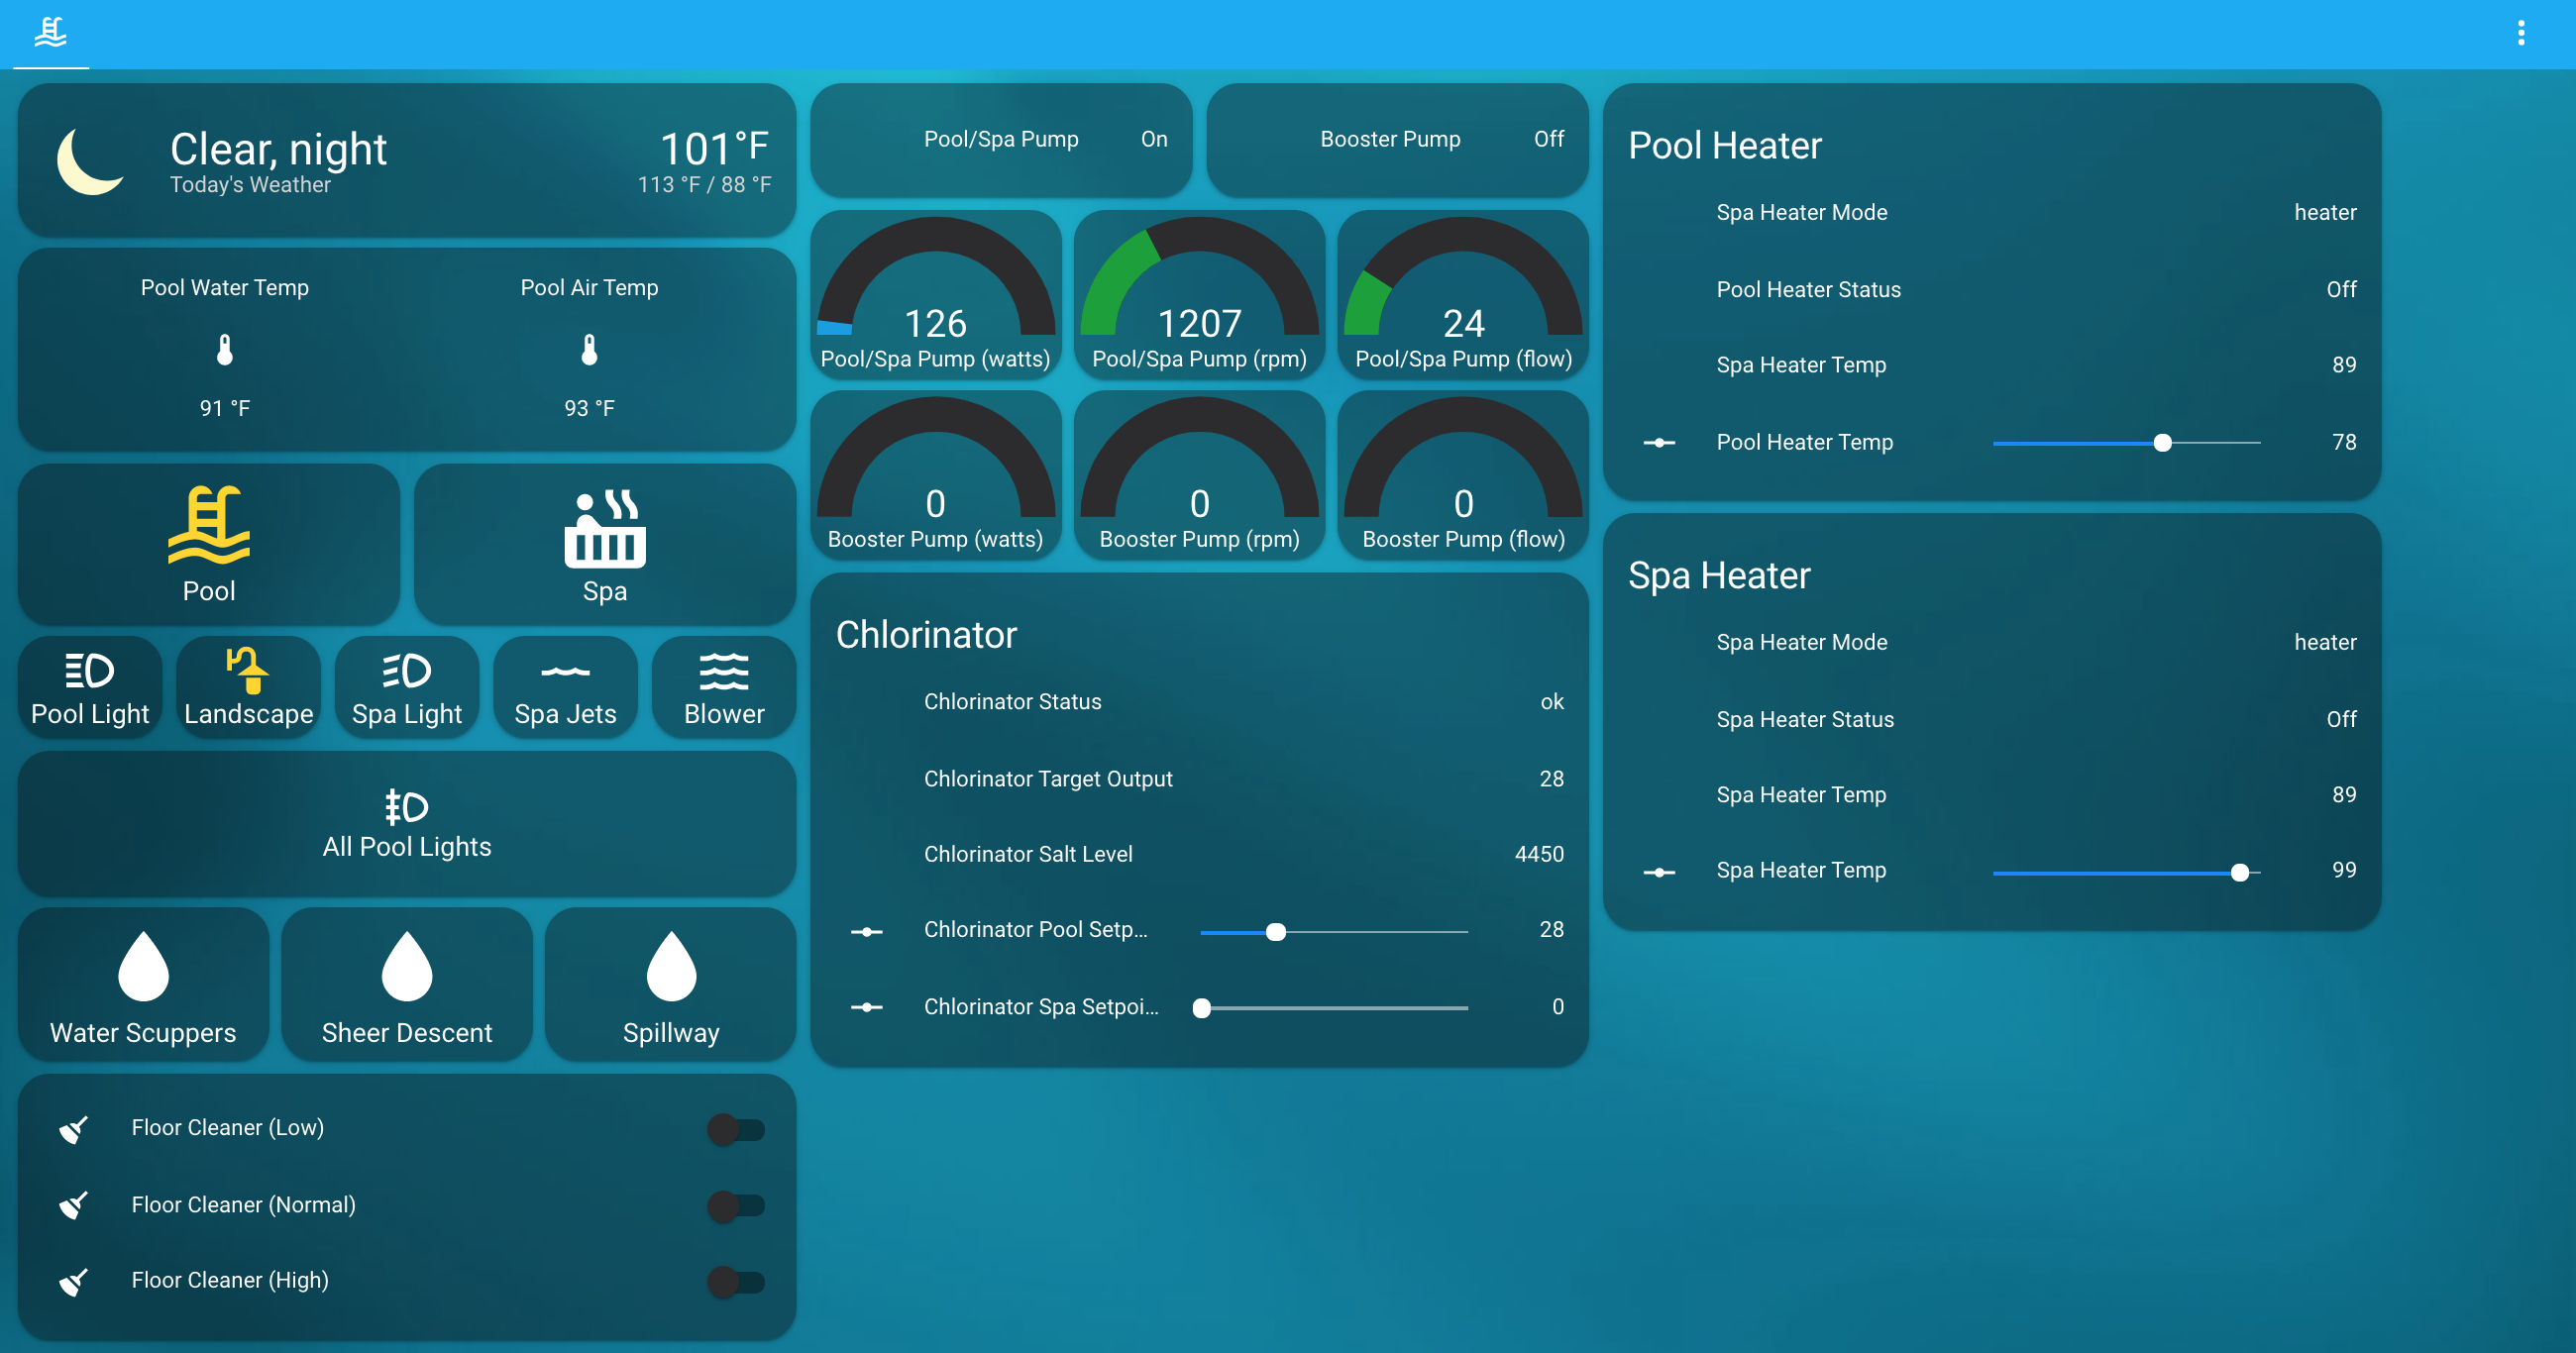 Clear, night
Today's Weather
101°F
113 °F / 88 °F
Pool Water Temp
91 °F
Pool Air Temp
93 °F
Pool
Spa
Pool Light
Landscape
Spa Light
Spa Jets
Blower
All Pool Lights
Water Scuppers
Sheer Descent
Spillway
Floor Cleaner (Low)
Floor Cleaner (Normal)
Floor Cleaner (High)
Pool/Spa Pump On
Booster Pump Off
126
Pool/Spa Pump (watts)
1207
Pool/Spa Pump (rpm)
24
Pool/Spa Pump (flow)
0
Booster Pump (watts)
0
Booster Pump (rpm)
0
Booster Pump (flow)
Chlorinator
Chlorinator Status ok
Chlorinator Target Output 28
Chlorinator Salt Level 4450
Chlorinator Pool Setp... 28
Chlorinator Spa Setpoi... 0
Pool Heater
Spa Heater Mode heater
Pool Heater Status Off
Spa Heater Temp 89
Pool Heater Temp 78
Spa Heater
Spa Heater Mode heater
Spa Heater Status Off
Spa Heater Temp 89
Spa Heater Temp 99